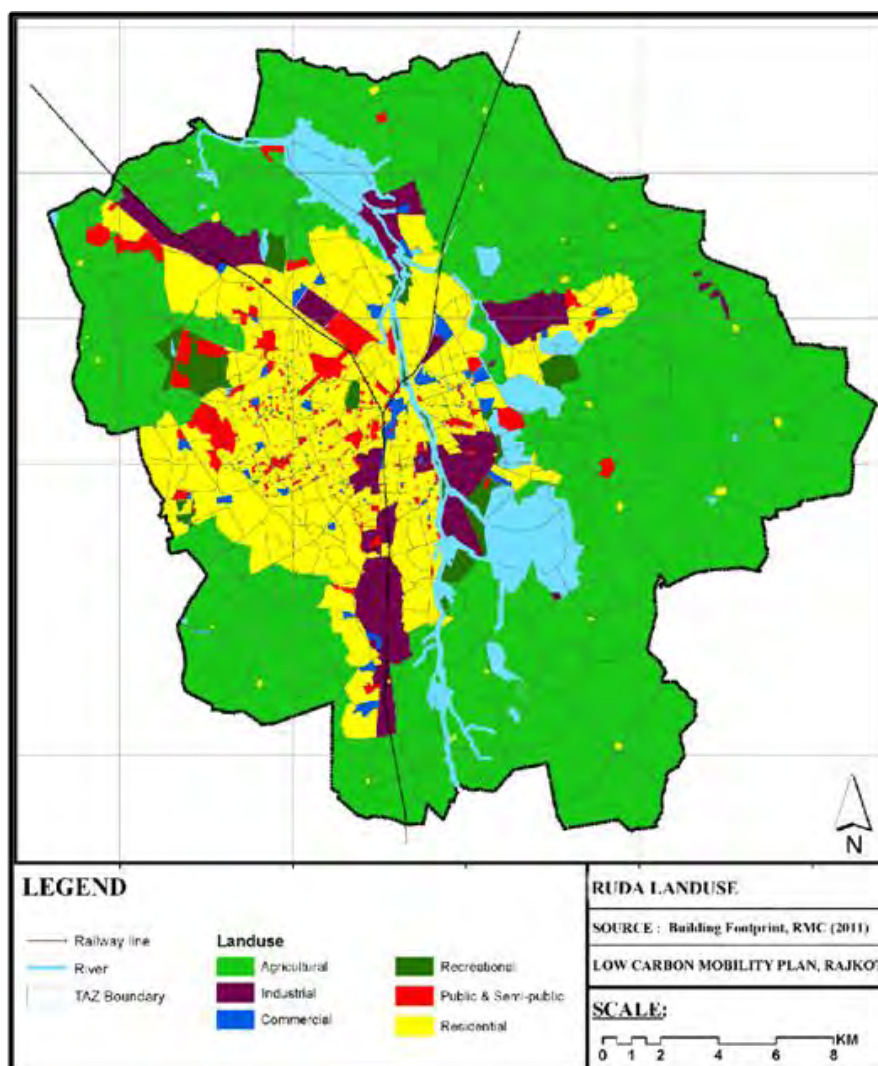 N
LEGEND
Railway line
River
TAZ Boundary
Landuse
Agricultural
Industrial
Commercial
Recreational
Public & Semi-public
Residential
RUDA LANDUSE
SOURCE : Building Footprint, RMC (2011)
LOW CARBON MOBILITY PLAN, RAJKOT
SCALE:
KM
0 1 2 4 6 8